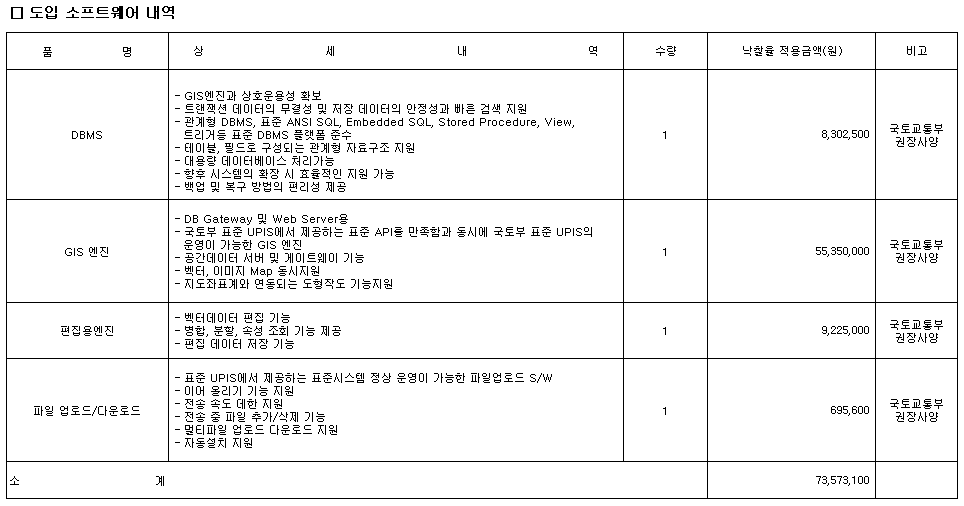 □ 도입 소프트웨어 내역
품 명 상 세 내 역 수량 낙찰율 적용금액(원) 비고
DBMS
- GIS엔진과 상호운용성 확보
- 트랜잭션 데이터의 무결성 및 저장 데이터의 안정성과 빠른 검색 지원
- 관계형 DBMS, 표준 ANSI SQL, Embedded SQL, Stored Procedure, View,
트리거등 표준 DBMS 플랫폼 준수
- 테이블, 필드로 구성되는 관계형 자료구조 지원
- 대용량 데이터베이스 처리가능
- 향후 시스템의 확장 시 효율적인 지원 가능
- 백업 및 복구 방법의 편리성 제공
1
8,302,500
국토교통부
권장사양
GIS 엔진
- DB Gateway 및 Web Server용
- 국토부 표준 UPIS에서 제공하는 표준 API을 만족함과 동시에 국토부 표준 UPIS의
운영이 가능한 GIS 엔진
- 공간데이터 서버 및 게이트웨이 기능
- 벡터, 이미지 Map 동시지원
- 지도좌표계와 연동되는 도형작도 기능지원
1
55,350,000
국토교통부
권장사양
편집용엔진
- 벡터데이터 편집 기능
- 병합, 분할, 속성 조회 기능 제공
- 편집 데이터 저장 기능
1
9,225,000
국토교통부
권장사양
파일 업로드/다운로드
- 표준 UPIS에서 제공하는 표준시스템 정상 운영이 가능한 파일업로드 S/W
- 이어 올리기 기능 지원
- 전송 속도 데한 지원
- 전송 중 파일 추가/삭제 기능
- 멀티파일 업로드 다운로드 지원
- 자동설치 지원
1
695,600
국토교통부
권장사양
소 계 73,573,100